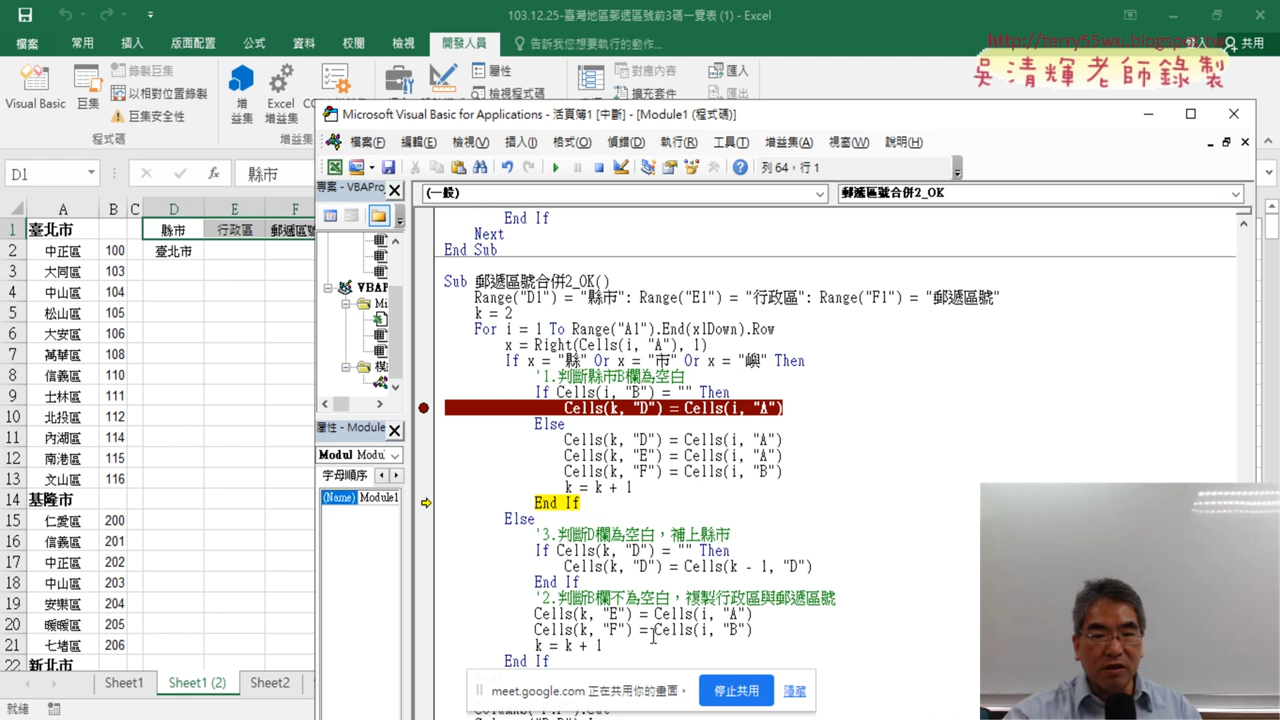 103.12.25-臺灣地區郵遞區號前3碼一覽表 (1) - Excel
檔案 常用 插入 版面配置 公式 資料 校閱 檢視 開發人員 告訴我您想要執行的動作... 共用
http://terry55wu.blogspot.tw
吳清輝老師錄製
Visual Basic 巨集 錄製巨集 以相對位置錄製 巨集安全性 增益集 Excel 增益集 屬性 檢視程式碼 對應內容 擴充套件 匯入 匯出
程式碼
Microsoft Visual Basic for Applications - 活頁簿1 [中斷] - [Module1 (程式碼)]
檔案(F) 編輯(E) 檢視(V) 插入(I) 格式(O) 偵錯(D) 執行(R) 工具(T) 增益集(A) 視窗(W) 說明(H)
列 64，行 1
D1 fx 縣市
專案 - VBAProj
(一般) 郵遞區號合併2_OK
A B C D E F
1 臺北市 縣市 行政區 郵遞區號
2 中正區 100 臺北市
3 大同區 103
4 中山區 104
5 松山區 105
6 大安區 106
7 萬華區 108
8 信義區 110
9 士林區 111
10 北投區 112
11 內湖區 114
12 南港區 115
13 文山區 116
14 基隆市
15 仁愛區 200
16 信義區 201
17 中正區 202
18 中山區 203
19 安樂區 204
20 暖暖區 205
21 七堵區 206
22 新北市
Sheet1 Sheet1 (2) Sheet2
就緒
VBAP
Mi
模
屬性 - Module
Modul Modu
字母順序
(Name) Module1
End If
Next
End Sub
Sub 郵遞區號合併2_OK()
Range("D1") = "縣市": Range("E1") = "行政區": Range("F1") = "郵遞區號"
k = 2
For i = 1 To Range("A1").End(xlDown).Row
x = Right(Cells(i, "A"), 1)
If x = "縣" Or x = "市" Or x = "嶼" Then
'1.判斷縣市B欄為空白
If Cells(i, "B") = "" Then
Cells(k, "D") = Cells(i, "A")
Else
Cells(k, "D") = Cells(i, "A")
Cells(k, "E") = Cells(i, "A")
Cells(k, "F") = Cells(i, "B")
k = k + 1
End If
Else
'3.判斷D欄為空白，補上縣市
If Cells(k, "D") = "" Then
Cells(k, "D") = Cells(k - 1, "D")
End If
'2.判斷B欄不為空白，複製行政區與郵遞區號
Cells(k, "E") = Cells(i, "A")
Cells(k, "F") = Cells(i, "B")
k = k + 1
End If
meet.google.com 正在共用你的畫面。 停止共用 隱藏